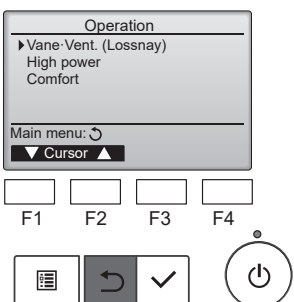 Operation
▶Vane·Vent. (Lossnay)
High power
Comfort
Main menu:
▼ Cursor ▲
F1 F2 F3 F4